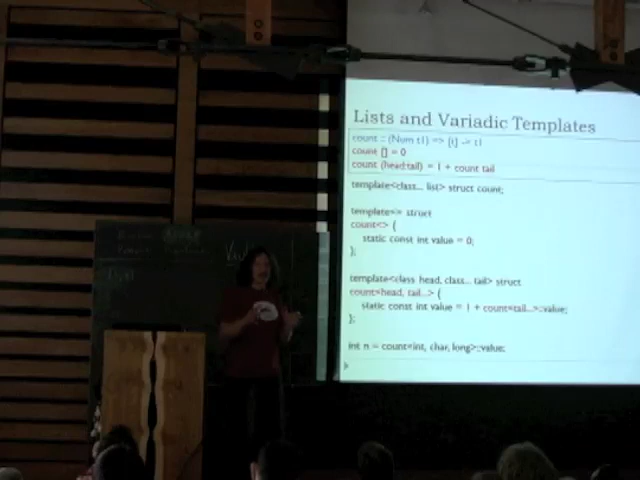 Lists and Variadic Templates
count :: (Num t1) => [t] -> t1
count [] = 0
count (head:tail) = 1 + count tail
template<class... list> struct count;
template<> struct
count<> {
static const int value = 0;
};
template<class head, class... tail> struct
count<head, tail...> {
static const int value = 1 + count<tail...>::value;
};
int n = count<int, char, long>::value;